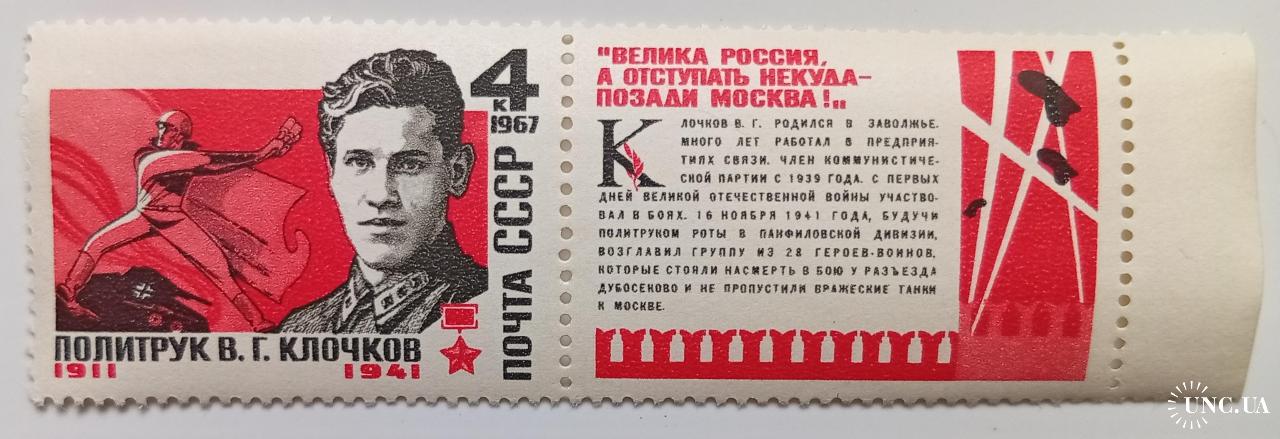 4
К
1967
ПОЧТА СССР
ПОЛИТРУК В. Г. КЛОЧКОВ
1911 1941
"ВЕЛИКА РОССИЯ,
А ОТСТУПАТЬ НЕКУДА–
ПОЗАДИ МОСКВА!„
КЛОЧКОВ В. Г. РОДИЛСЯ В ЗАВОЛЖЬЕ.
МНОГО ЛЕТ РАБОТАЛ В ПРЕДПРИЯ-
ТИЯХ СВЯЗИ. ЧЛЕН КОММУНИСТИЧЕ-
СКОЙ ПАРТИИ С 1939 ГОДА. С ПЕРВЫХ
ДНЕЙ ВЕЛИКОЙ ОТЕЧЕСТВЕННОЙ ВОЙНЫ УЧАСТВО-
ВАЛ В БОЯХ. 16 НОЯБРЯ 1941 ГОДА, БУДУЧИ
ПОЛИТРУКОМ РОТЫ В ПАНФИЛОВСКОЙ ДИВИЗИИ,
ВОЗГЛАВИЛ ГРУППУ ИЗ 28 ГЕРОЕВ-ВОИНОВ,
КОТОРЫЕ СТОЯЛИ НАСМЕРТЬ В БОЮ У РАЗЪЕЗДА
ДУБОСЕКОВО И НЕ ПРОПУСТИЛИ ВРАЖЕСКИЕ ТАНКИ
К МОСКВЕ.
UNC.UA